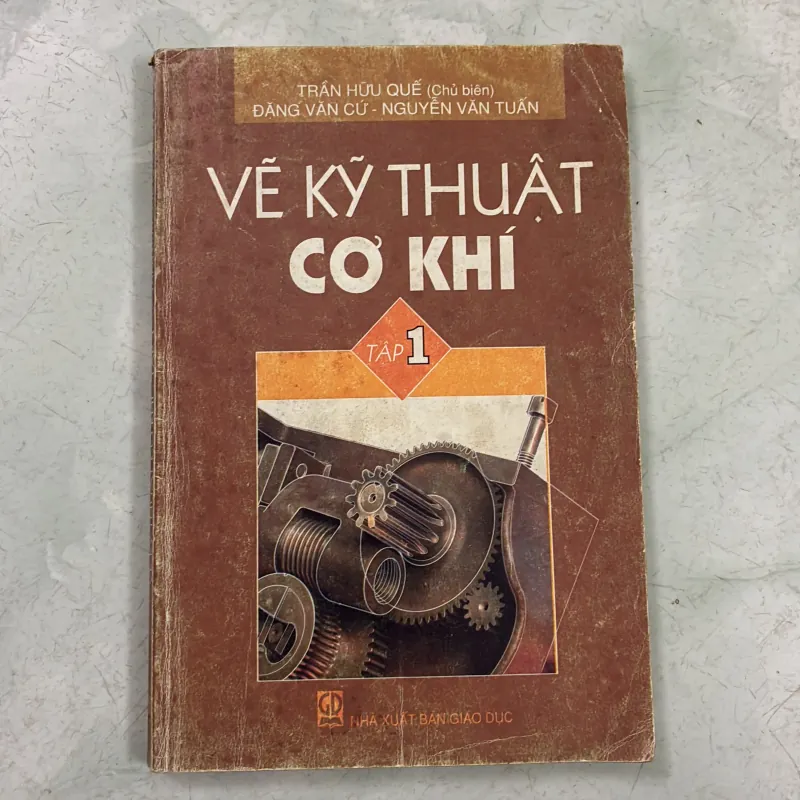 TRẦN HỮU QUẾ (Chủ biên)
ĐẶNG VĂN CỨ - NGUYỄN VĂN TUẤN
VẼ KỸ THUẬT
CƠ KHÍ
TẬP 1
GD
NHÀ XUẤT BẢN GIÁO DỤC